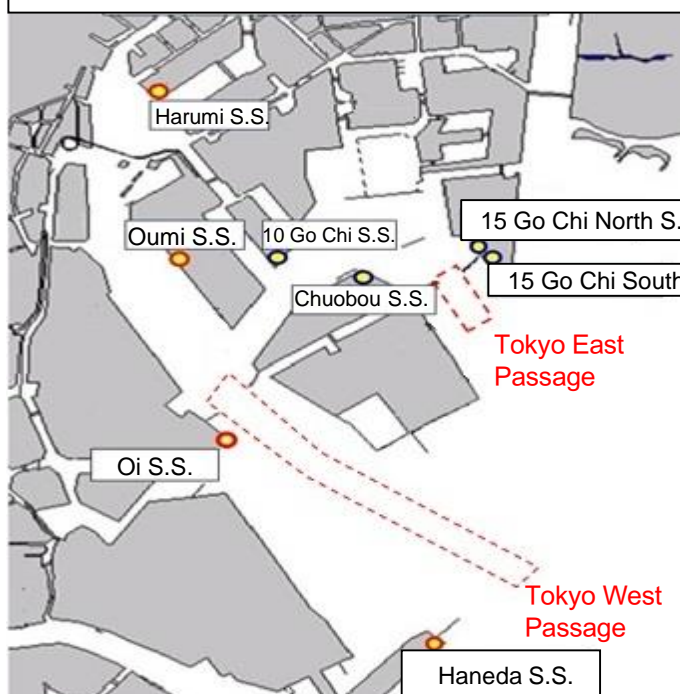 Harumi S.S.
Oumi S.S.
10 Go Chi S.S.
15 Go Chi North S.
15 Go Chi South
Chuobou S.S.
Tokyo East
Passage
Oi S.S.
Tokyo West
Passage
Haneda S.S.